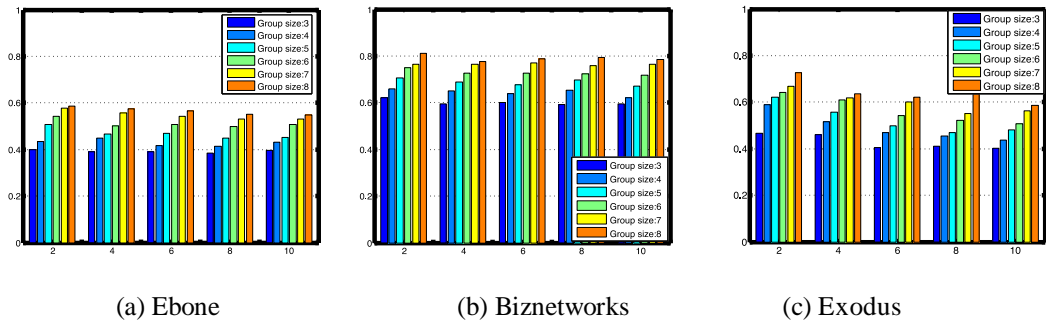 1
0.8
0.6
0.4
0.2
0
2 4 6 8 10
Group size:3
Group size:4
Group size:5
Group size:6
Group size:7
Group size:8
(a) Ebone
1
0.8
0.6
0.4
0.2
0
2 4 6 8 10
Group size:3
Group size:4
Group size:5
Group size:6
Group size:7
Group size:8
(b) Biznetworks
1
0.8
0.6
0.4
0.2
0
2 4 6 8 10
Group size:3
Group size:4
Group size:5
Group size:6
Group size:7
Group size:8
(c) Exodus